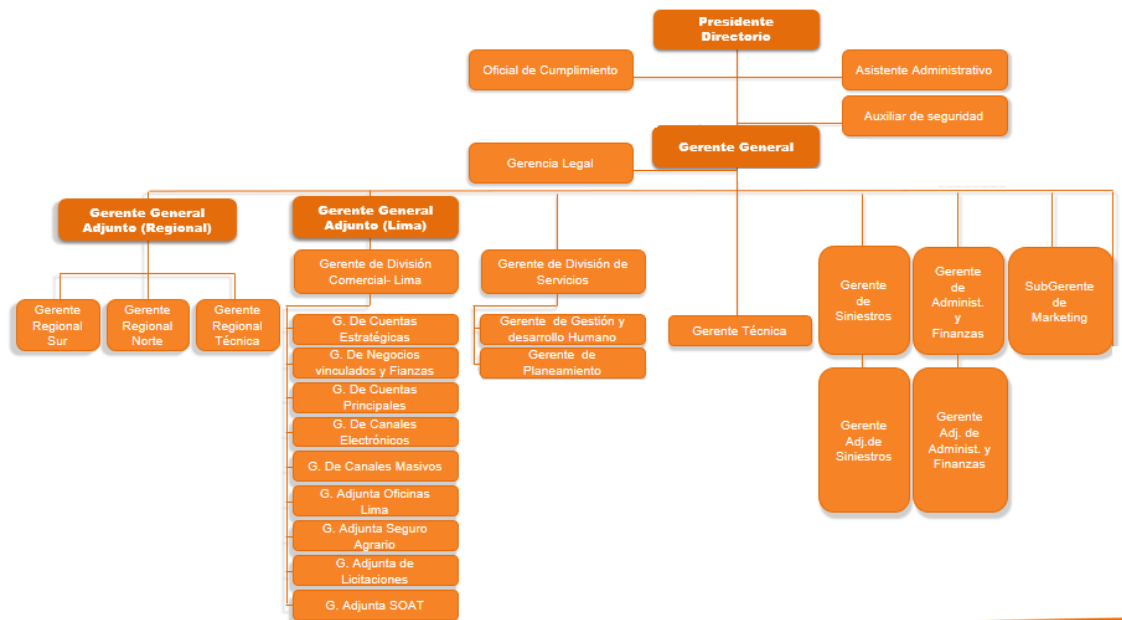 Presidente
Directorio
Oficial de Cumplimiento
Asistente Administrativo
Auxiliar de seguridad
Gerente General
Gerencia Legal
Gerente General
Adjunto (Regional)
Gerente General
Adjunto (Lima)
Gerente de División
Comercial- Lima
Gerente de División de
Servicios
Gerente
de
Siniestros
Gerente
de
Administ.
y
Finanzas
SubGerente
de
Marketing
Gerente
Regional
Sur
Gerente
Regional
Norte
Gerente
Regional
Técnica
G. De Cuentas
Estratégicas
G. De Negocios
vinculados y Fianzas
G. De Cuentas
Principales
G. De Canales
Electrónicos
G. De Canales Masivos
G. Adjunta Oficinas
Lima
G. Adjunta Seguro
Agrario
G. Adjunta de
Licitaciones
G. Adjunta SOAT
Gerente de Gestión y
desarrollo Humano
Gerente de
Planeamiento
Gerente Técnica
Gerente
Adj.de
Siniestros
Gerente
Adj. de
Administ. y
Finanzas